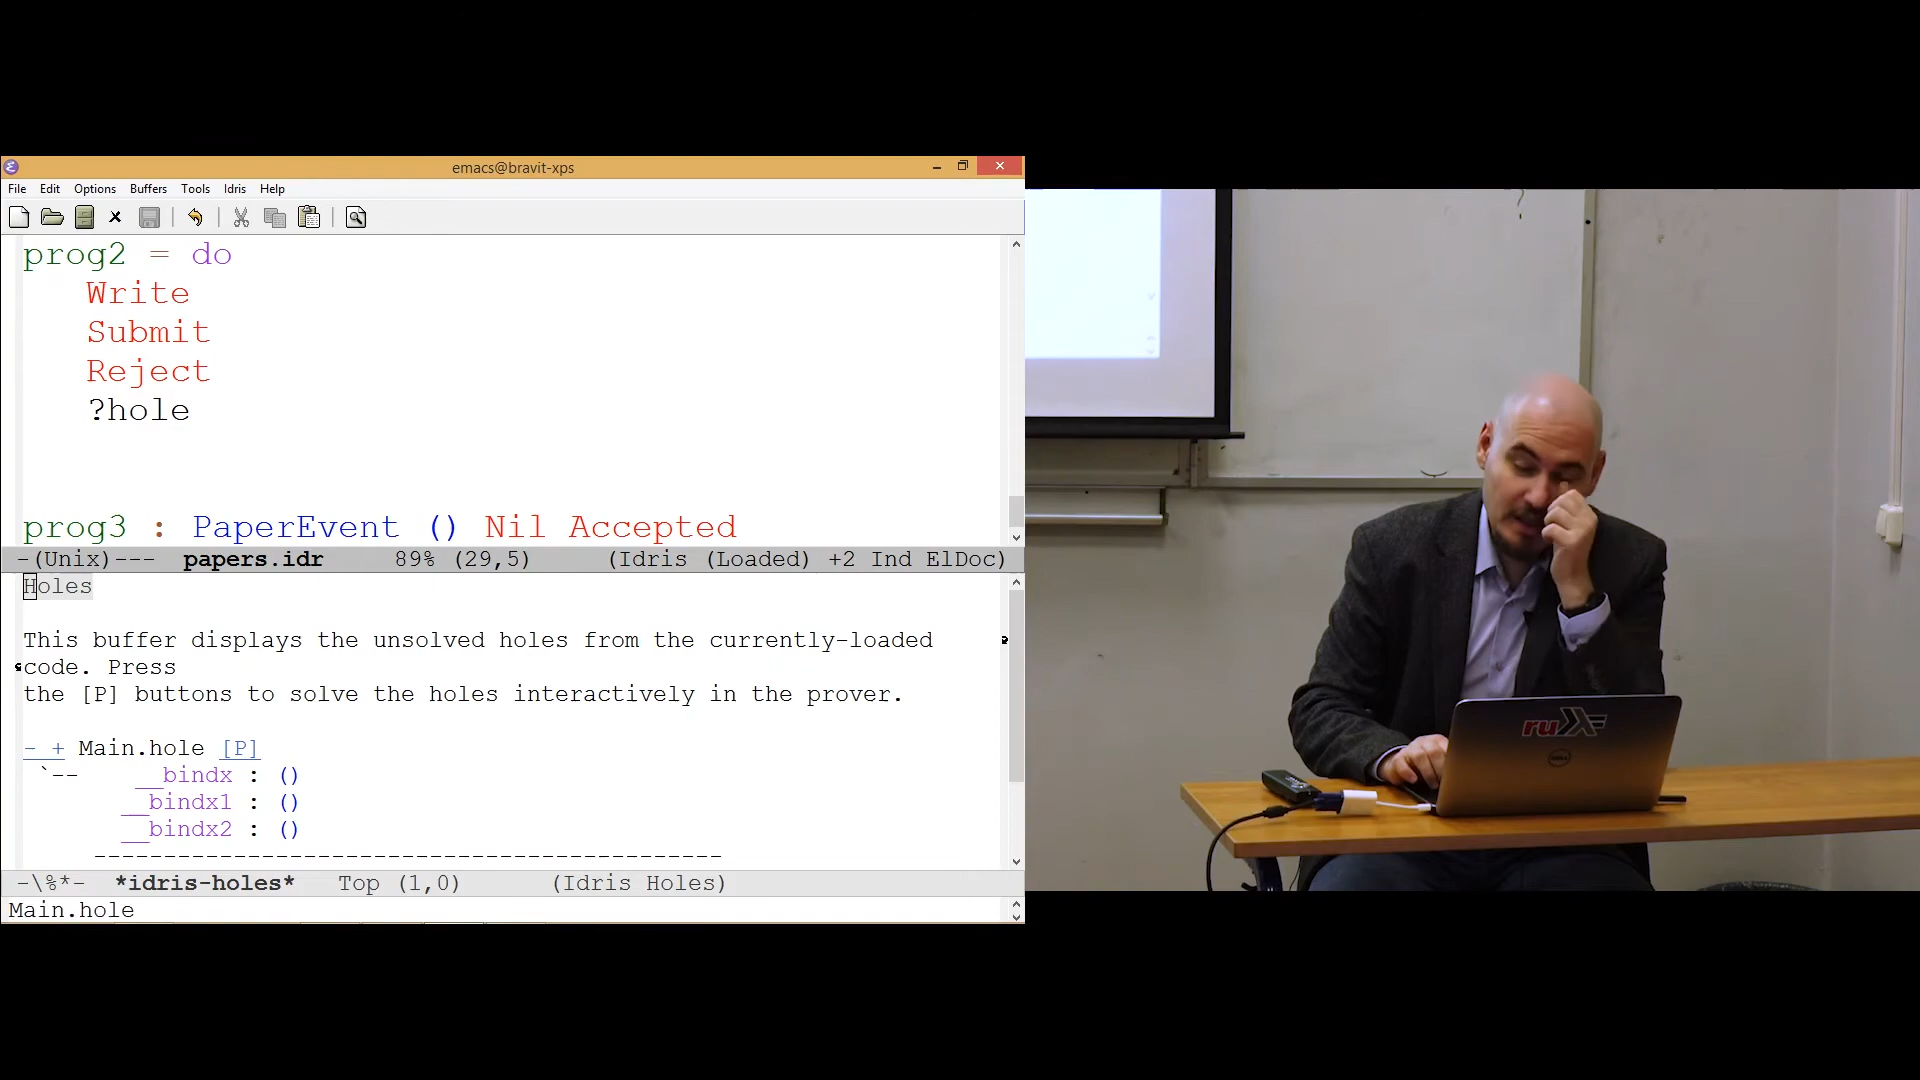 emacs@bravit-xps
File Edit Options Buffers Tools Idris Help
prog2 = do
Write
Submit
Reject
?hole
prog3 : PaperEvent () Nil Accepted
-(Unix)--- papers.idr 89% (29,5) (Idris (Loaded) +2 Ind ElDoc)
Holes
This buffer displays the unsolved holes from the currently-loaded
code. Press
the [P] buttons to solve the holes interactively in the prover.
- + Main.hole [P]
`-- __bindx : ()
__bindx1 : ()
__bindx2 : ()
----------------------------------------------
-\%*- *idris-holes* Top (1,0) (Idris Holes)
Main.hole
ru
DELL